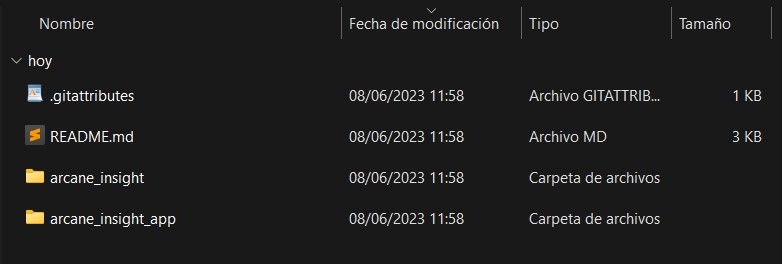 Nombre Fecha de modificación Tipo Tamaño
hoy
.gitattributes 08/06/2023 11:58 Archivo GITATTRIB... 1 KB
README.md 08/06/2023 11:58 Archivo MD 3 KB
arcane_insight 08/06/2023 11:58 Carpeta de archivos
arcane_insight_app 08/06/2023 11:58 Carpeta de archivos